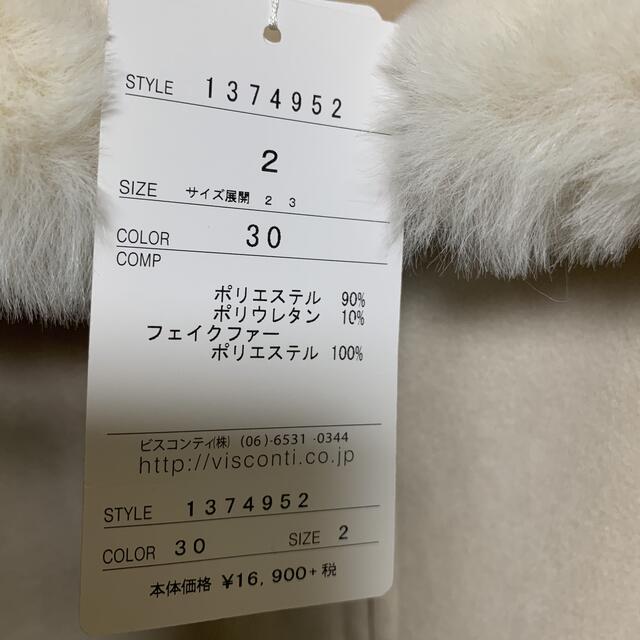 STYLE 1374952
2
SIZE サイズ展開 2 3
COLOR 30
COMP
ポリエステル 90%
ポリウレタン 10%
フェイクファー
ポリエステル 100%
ビスコンティ(株) (06)-6531-0344
http://visconti.co.jp
STYLE 1374952
COLOR 30 SIZE 2
本体価格 ¥16,900+税